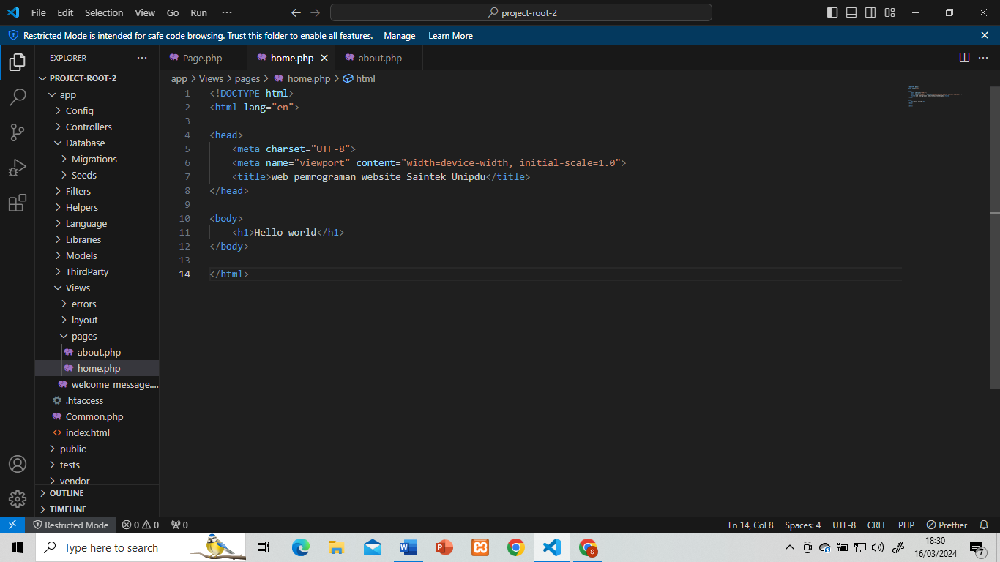 File Edit Selection View Go Run ··· project-root-2
Restricted Mode is intended for safe code browsing. Trust this folder to enable all features. Manage Learn More
EXPLORER ···
Page.php home.php about.php
PROJECT-ROOT-2
app > Views > pages > home.php > html
app
Config
Controllers
Database
Migrations
Seeds
Filters
Helpers
Language
Libraries
Models
ThirdParty
Views
errors
layout
pages
about.php
home.php
welcome_message....
.htaccess
Common.php
index.html
public
tests
vendor
OUTLINE
TIMELINE
1 <!DOCTYPE html>
2 <html lang="en">
3
4 <head>
5 <meta charset="UTF-8">
6 <meta name="viewport" content="width=device-width, initial-scale=1.0">
7 <title>web pemrograman website Saintek Unipdu</title>
8 </head>
9
10 <body>
11 <h1>Hello world</h1>
12 </body>
13
14 </html>
Restricted Mode 0 0 0 Ln 14, Col 8 Spaces: 4 UTF-8 CRLF PHP Prettier
Type here to search
18:30
16/03/2024
7